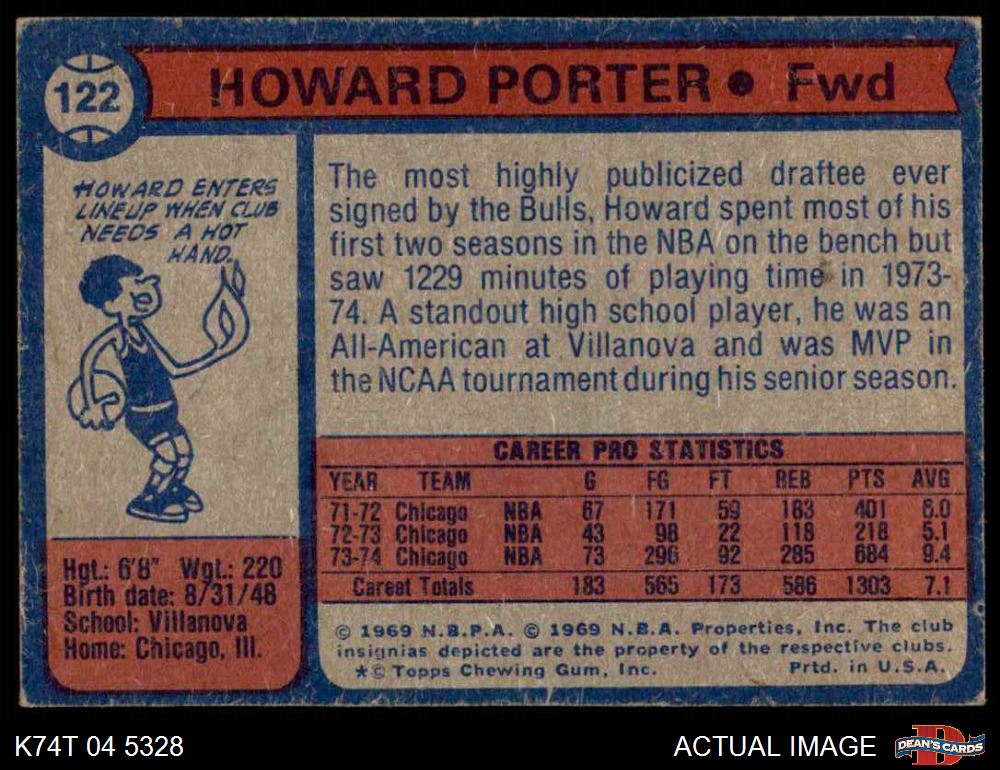 122
HOWARD PORTER • Fwd
HOWARD ENTERS
LINEUP WHEN CLUB
NEEDS A HOT
HAND.
The most highly publicized draftee ever
signed by the Bulls, Howard spent most of his
first two seasons in the NBA on the bench but
saw 1229 minutes of playing time in 1973-
74. A standout high school player, he was an
All-American at Villanova and was MVP in
the NCAA tournament during his senior season.
Hgt.: 6'8" Wgt.: 220
Birth date: 8/31/48
School: Villanova
Home: Chicago, Ill.
CAREER PRO STATISTICS
YEAR TEAM G FG FT REB PTS AVG
71-72 Chicago NBA 67 171 59 183 401 6.0
72-73 Chicago NBA 43 98 22 118 218 5.1
73-74 Chicago NBA 73 296 92 285 684 9.4
Career Totals 183 565 173 586 1303 7.1
© 1969 N.B.P.A. © 1969 N.B.A. Properties, Inc. The club
insignias depicted are the property of the respective clubs.
*© Topps Chewing Gum, Inc. Prtd. in U.S.A.
K74T 04 5328
ACTUAL IMAGE
DEAN'S CARDS